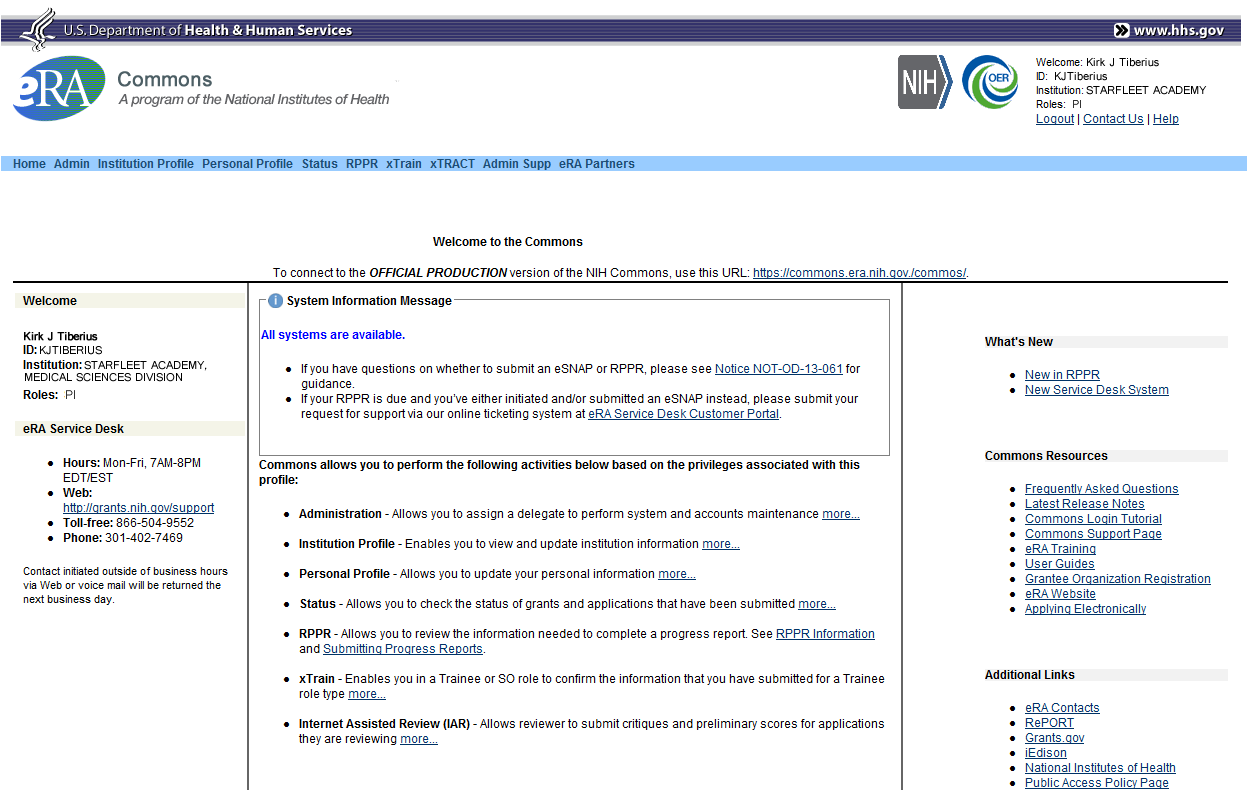 U.S. Department of Health & Human Services
www.hhs.gov
eRA
Commons
A program of the National Institutes of Health
NIH
OER
Welcome: Kirk J Tiberius
ID: KJTiberius
Institution: STARFLEET ACADEMY
Roles: PI
Logout | Contact Us | Help
Home Admin Institution Profile Personal Profile Status RPPR xTrain xTRACT Admin Supp eRA Partners
Welcome to the Commons
To connect to the OFFICIAL PRODUCTION version of the NIH Commons, use this URL: https://commons.era.nih.gov./commos/.
Welcome
Kirk J Tiberius
ID: KJTIBERIUS
Institution: STARFLEET ACADEMY,
MEDICAL SCIENCES DIVISION
Roles: PI
eRA Service Desk
• Hours: Mon-Fri, 7AM-8PM
EDT/EST
• Web:
http://grants.nih.gov/support
• Toll-free: 866-504-9552
• Phone: 301-402-7469
Contact initiated outside of business hours
via Web or voice mail will be returned the
next business day.
i System Information Message
All systems are available.
• If you have questions on whether to submit an eSNAP or RPPR, please see Notice NOT-OD-13-061 for
guidance.
• If your RPPR is due and you've either initiated and/or submitted an eSNAP instead, please submit your
request for support via our online ticketing system at eRA Service Desk Customer Portal.
Commons allows you to perform the following activities below based on the privileges associated with this
profile:
• Administration - Allows you to assign a delegate to perform system and accounts maintenance more...
• Institution Profile - Enables you to view and update institution information more...
• Personal Profile - Allows you to update your personal information more...
• Status - Allows you to check the status of grants and applications that have been submitted more...
• RPPR - Allows you to review the information needed to complete a progress report. See RPPR Information
and Submitting Progress Reports.
• xTrain - Enables you in a Trainee or SO role to confirm the information that you have submitted for a Trainee
role type more...
• Internet Assisted Review (IAR) - Allows reviewer to submit critiques and preliminary scores for applications
they are reviewing more...
What's New
• New in RPPR
• New Service Desk System
Commons Resources
• Frequently Asked Questions
• Latest Release Notes
• Commons Login Tutorial
• Commons Support Page
• eRA Training
• User Guides
• Grantee Organization Registration
• eRA Website
• Applying Electronically
Additional Links
• eRA Contacts
• RePORT
• Grants.gov
• iEdison
• National Institutes of Health
• Public Access Policy Page